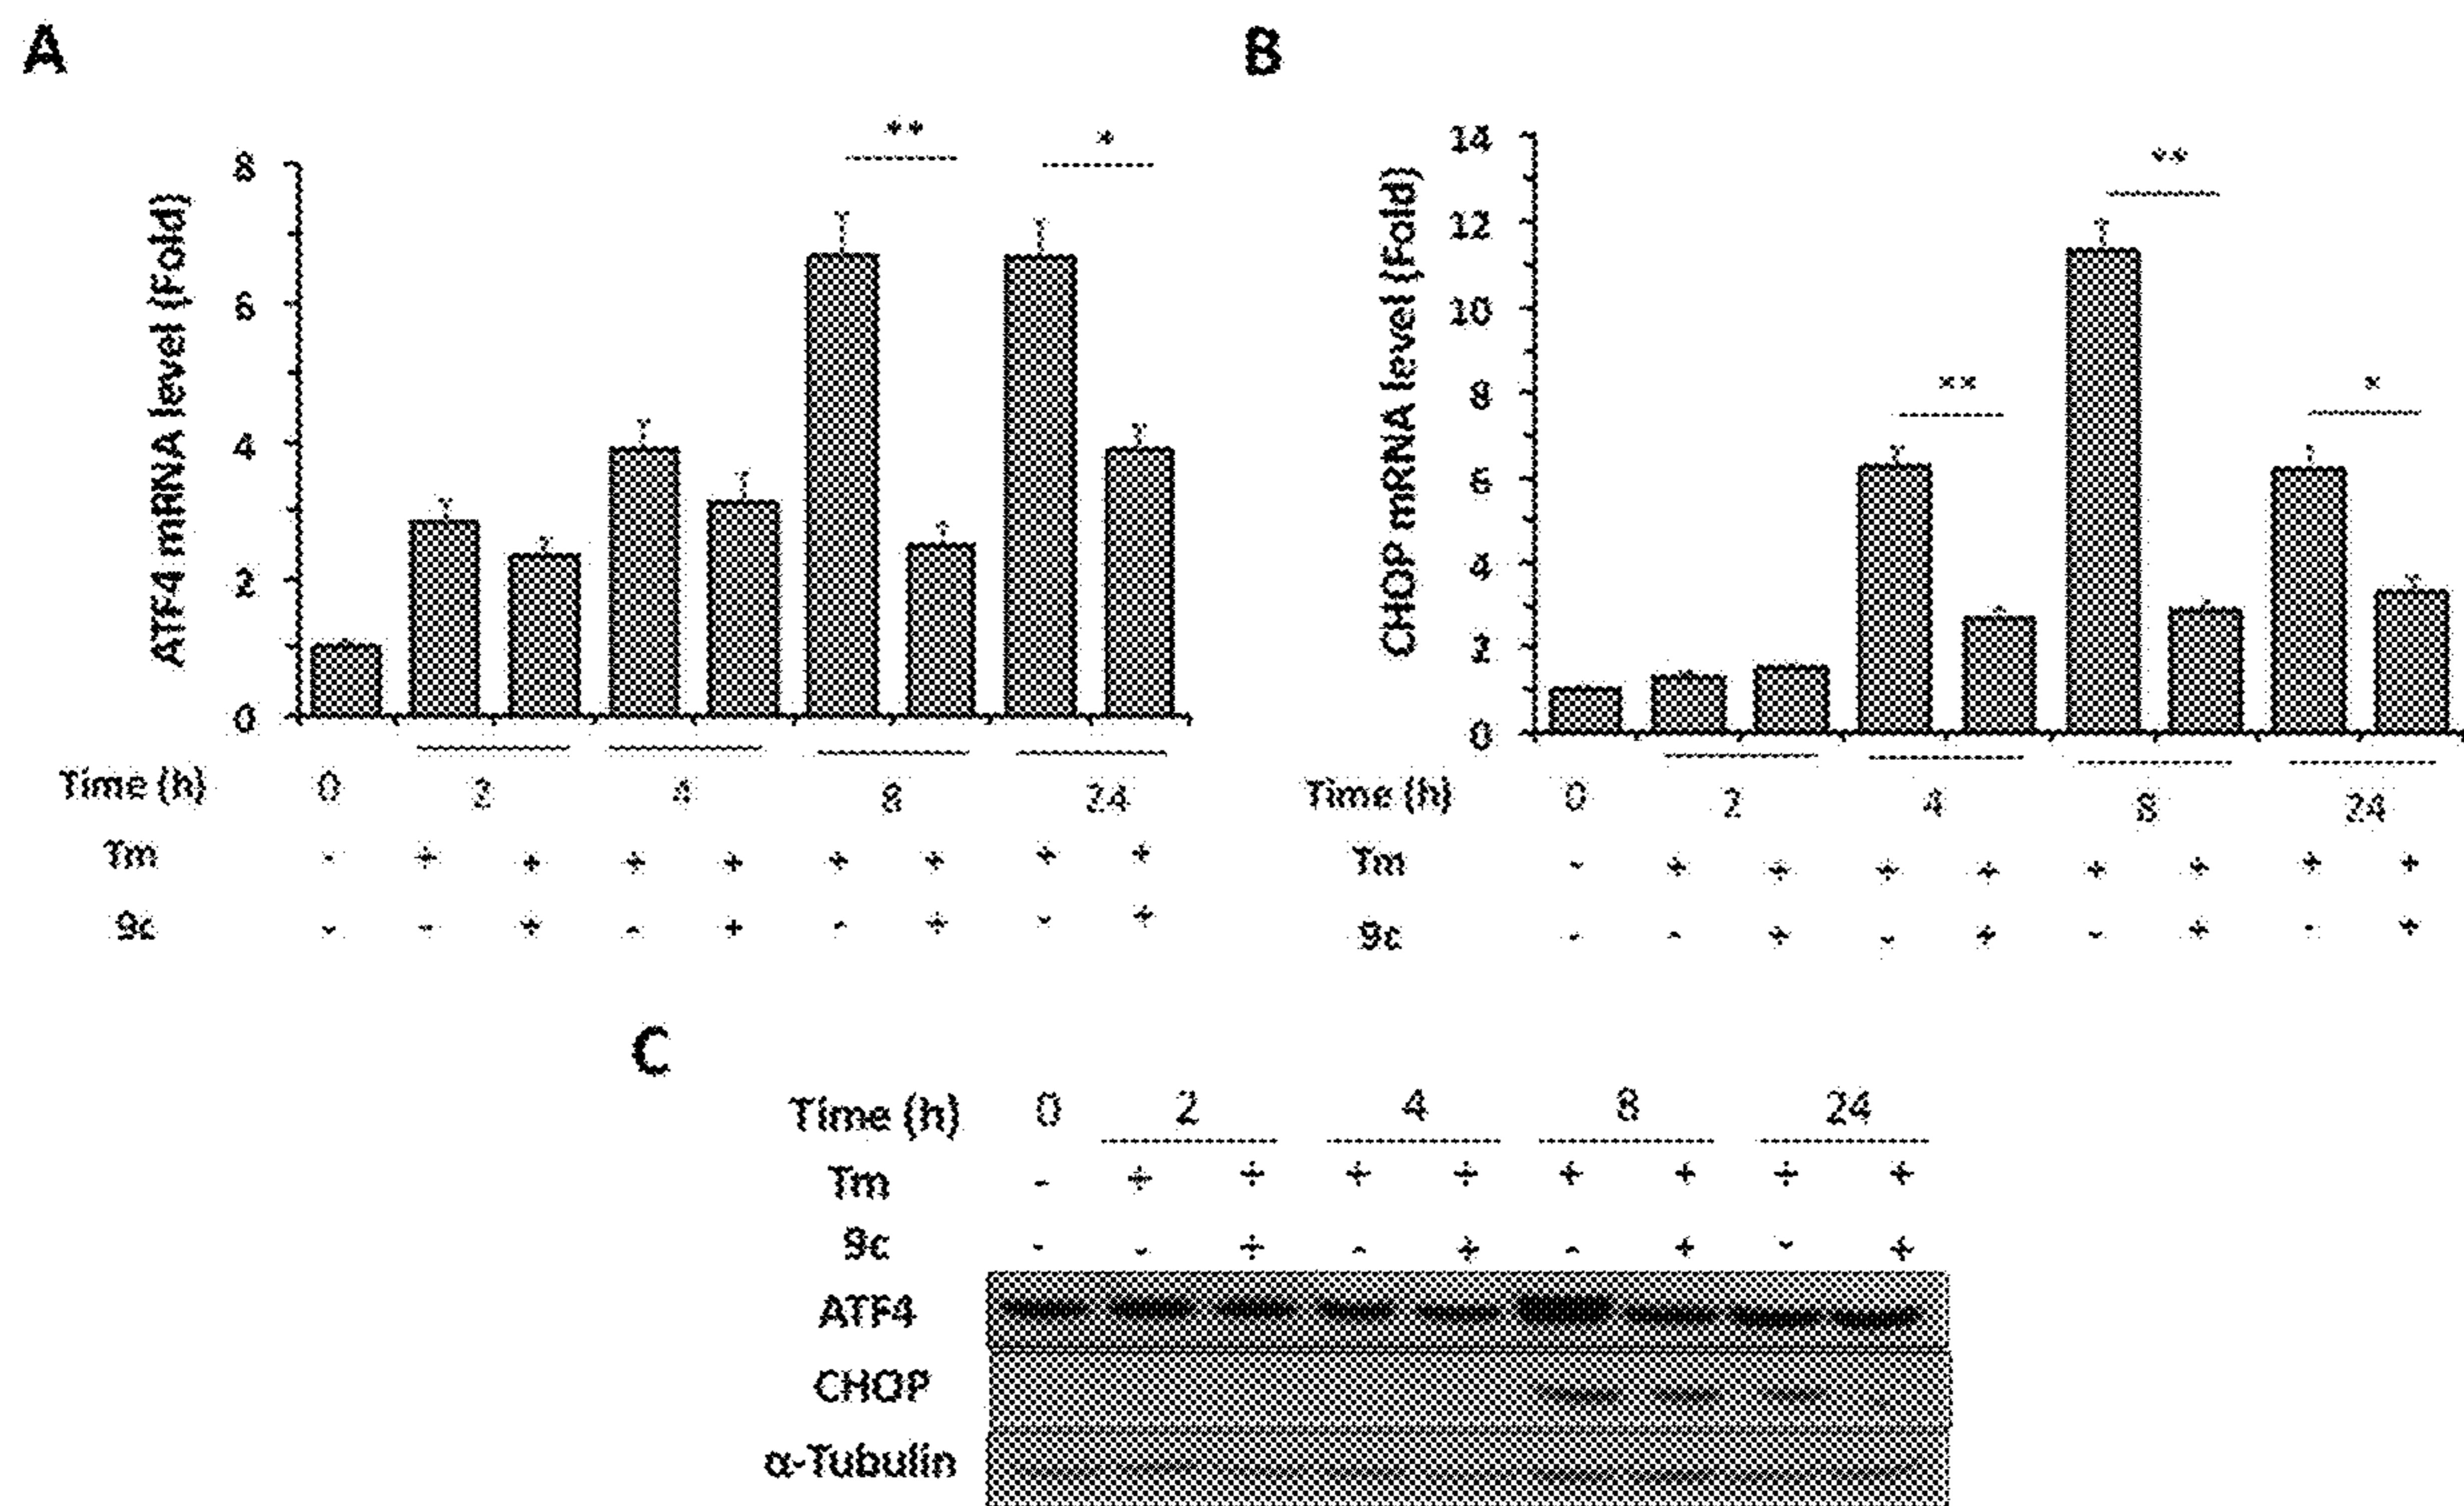 A
ATF4 mRNA level (Fold)
8
6
4
2
0
** *
Time (h) 0 2 4 8 24
Tm - + + + + + + + +
9c - - + - + - + - +
B
CHOP mRNA level (Fold)
14
12
10
8
6
4
2
0
** ** *
Time (h) 0 2 4 8 24
Tm - + + + + + + + +
9c - - + - + - + - +
C
Time (h) 0 2 4 8 24
Tm - + + + + + + + +
9c - - + - + - + - +
ATF4
CHOP
α-Tubulin